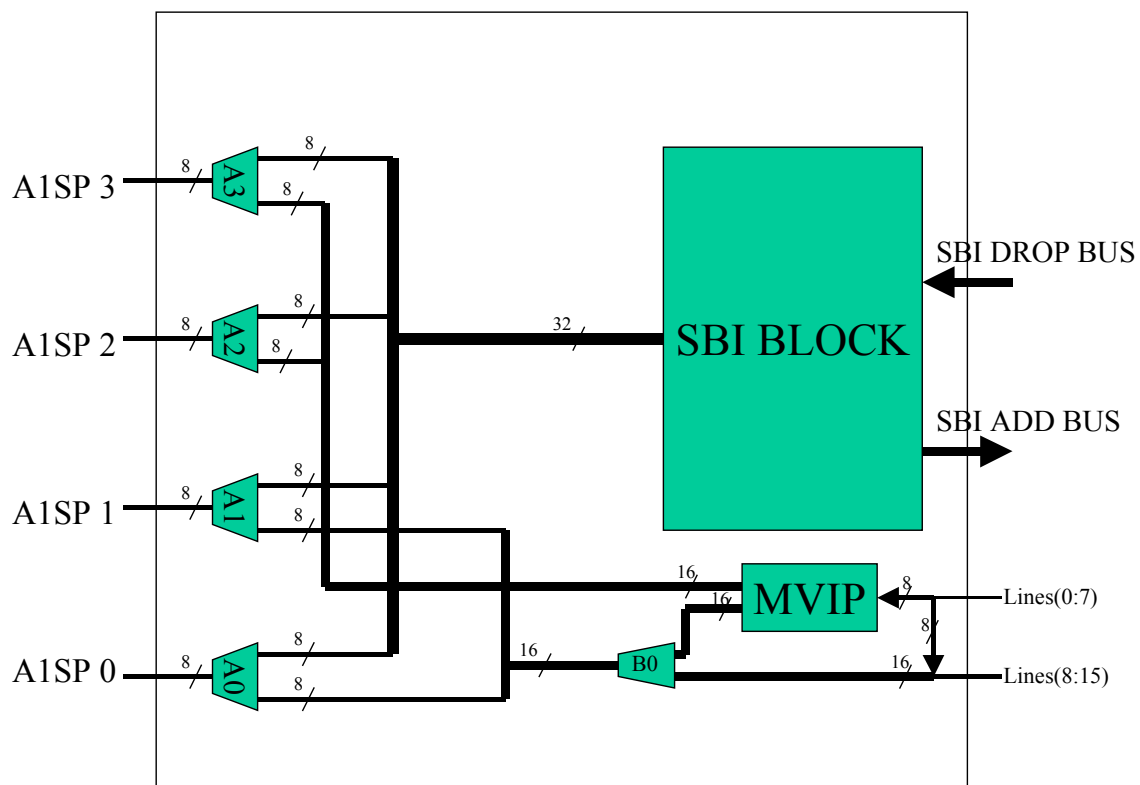 8
8
A1SP 3
A3
8
8
SBI DROP BUS
8
8
A1SP 2
A2
8
32
SBI BLOCK
SBI ADD BUS
8
8
A1SP 1
A1
8
16
16
MVIP
8
Lines(0:7)
8
8
8
A1SP 0
A0
8
16
B0
16
Lines(8:15)